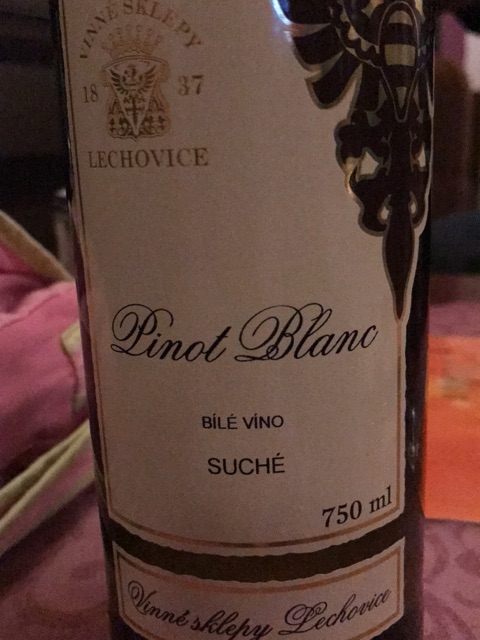 VINNÉ SKLEPY
18 37
LECHOVICE
Pinot Blanc
BÍLÉ VÍNO
SUCHÉ
750 ml
Vinné sklepy Lechovice